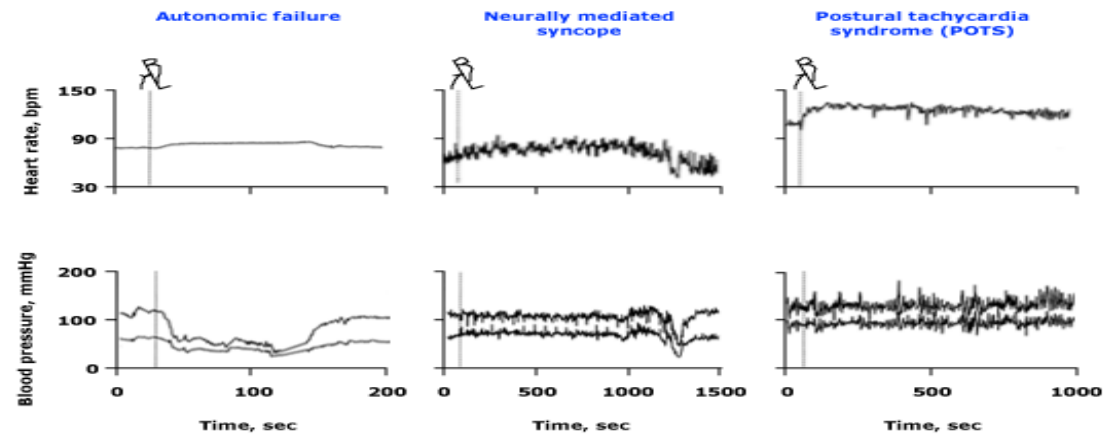 Autonomic failure
Neurally mediated
syncope
Postural tachycardia
syndrome (POTS)
Heart rate, bpm
150
90
30
Blood pressure, mmHg
200
100
0
0 100 200
0 500 1000 1500
0 500 1000
Time, sec
Time, sec
Time, sec